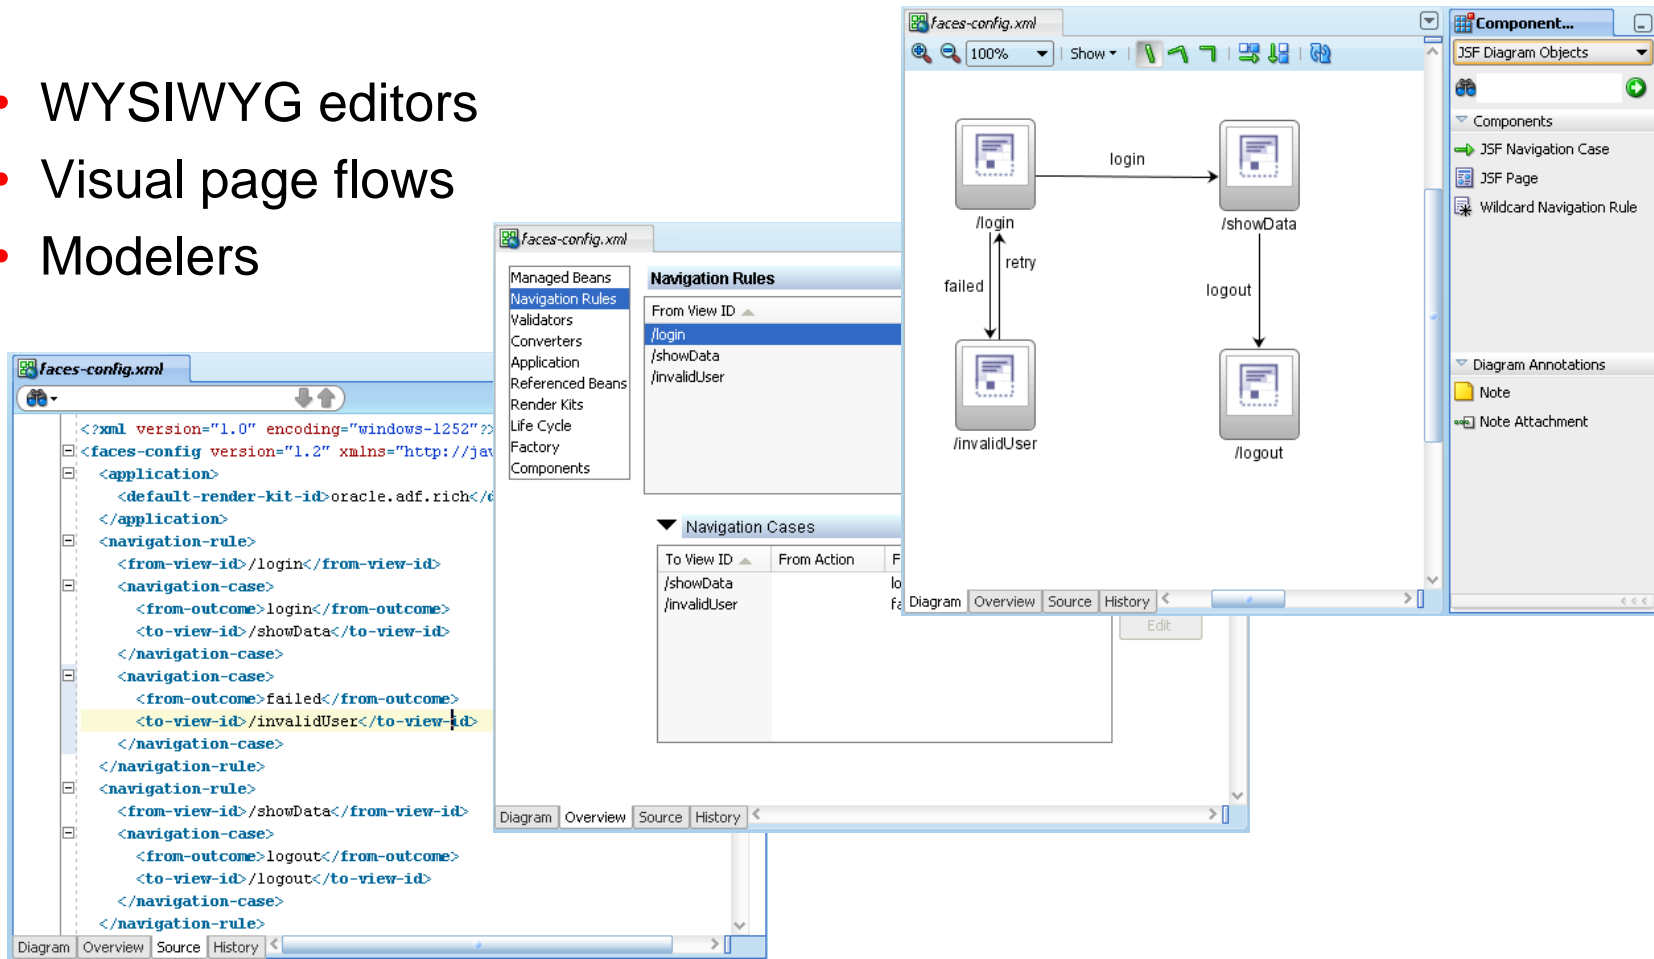 • WYSIWYG editors
• Visual page flows
• Modelers
faces-config.xml
100%
Show
login
/login
/showData
failed
retry
logout
/invalidUser
/logout
Diagram Overview Source History
Component...
JSF Diagram Objects
Components
JSF Navigation Case
JSF Page
Wildcard Navigation Rule
Diagram Annotations
Note
Note Attachment
faces-config.xml
Managed Beans
Navigation Rules
Validators
Converters
Application
Referenced Beans
Render Kits
Life Cycle
Factory
Components
Navigation Rules
From View ID
/login
/showData
/invalidUser
Navigation Cases
To View ID From Action F
/showData lo
/invalidUser fa
Edit
Diagram Overview Source History
faces-config.xml
<?xml version="1.0" encoding="windows-1252"?>
<faces-config version="1.2" xmlns="http://jav
<application>
<default-render-kit-id>oracle.adf.rich</d
</application>
<navigation-rule>
<from-view-id>/login</from-view-id>
<navigation-case>
<from-outcome>login</from-outcome>
<to-view-id>/showData</to-view-id>
</navigation-case>
<navigation-case>
<from-outcome>failed</from-outcome>
<to-view-id>/invalidUser</to-view-id>
</navigation-case>
</navigation-rule>
<navigation-rule>
<from-view-id>/showData</from-view-id>
<navigation-case>
<from-outcome>logout</from-outcome>
<to-view-id>/logout</to-view-id>
</navigation-case>
</navigation-rule>
Diagram Overview Source History